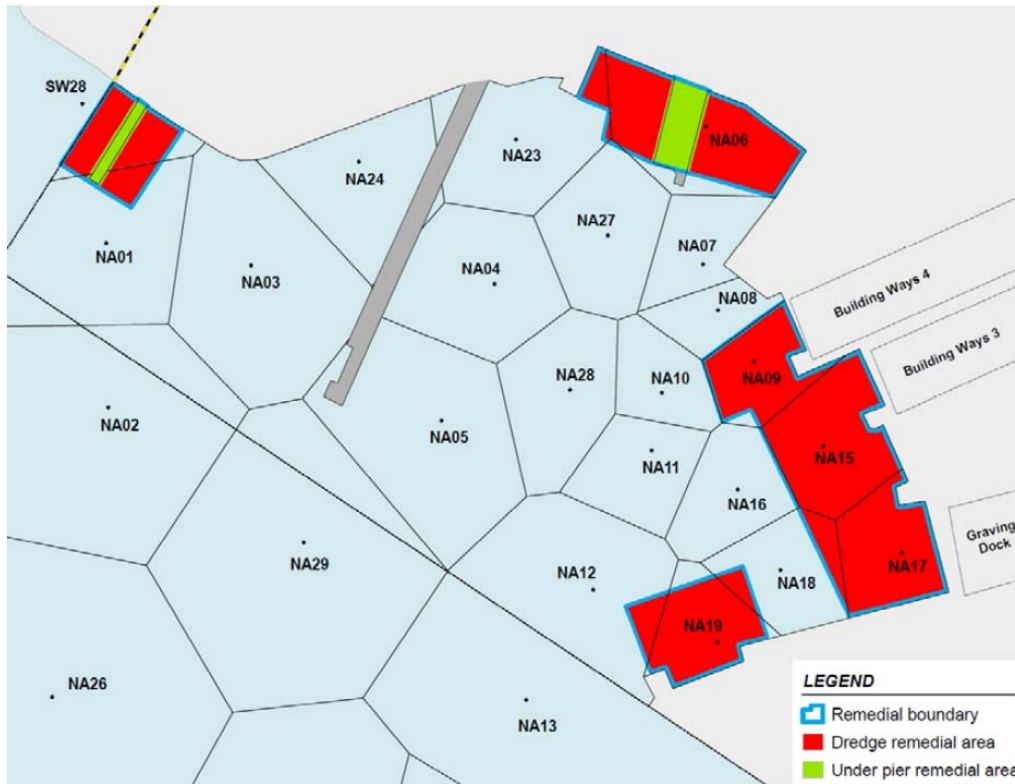 SW28
NA06
NA23
NA24
NA27
NA01
NA03
NA04
NA07
NA08
Building Ways 4
Building Ways 3
NA09
NA28
NA10
NA02
NA05
NA15
NA11
NA16
Graving
Dock
NA29
NA12
NA18
NA17
NA19
NA26
NA13
LEGEND
Remedial boundary
Dredge remedial area
Under pier remedial area